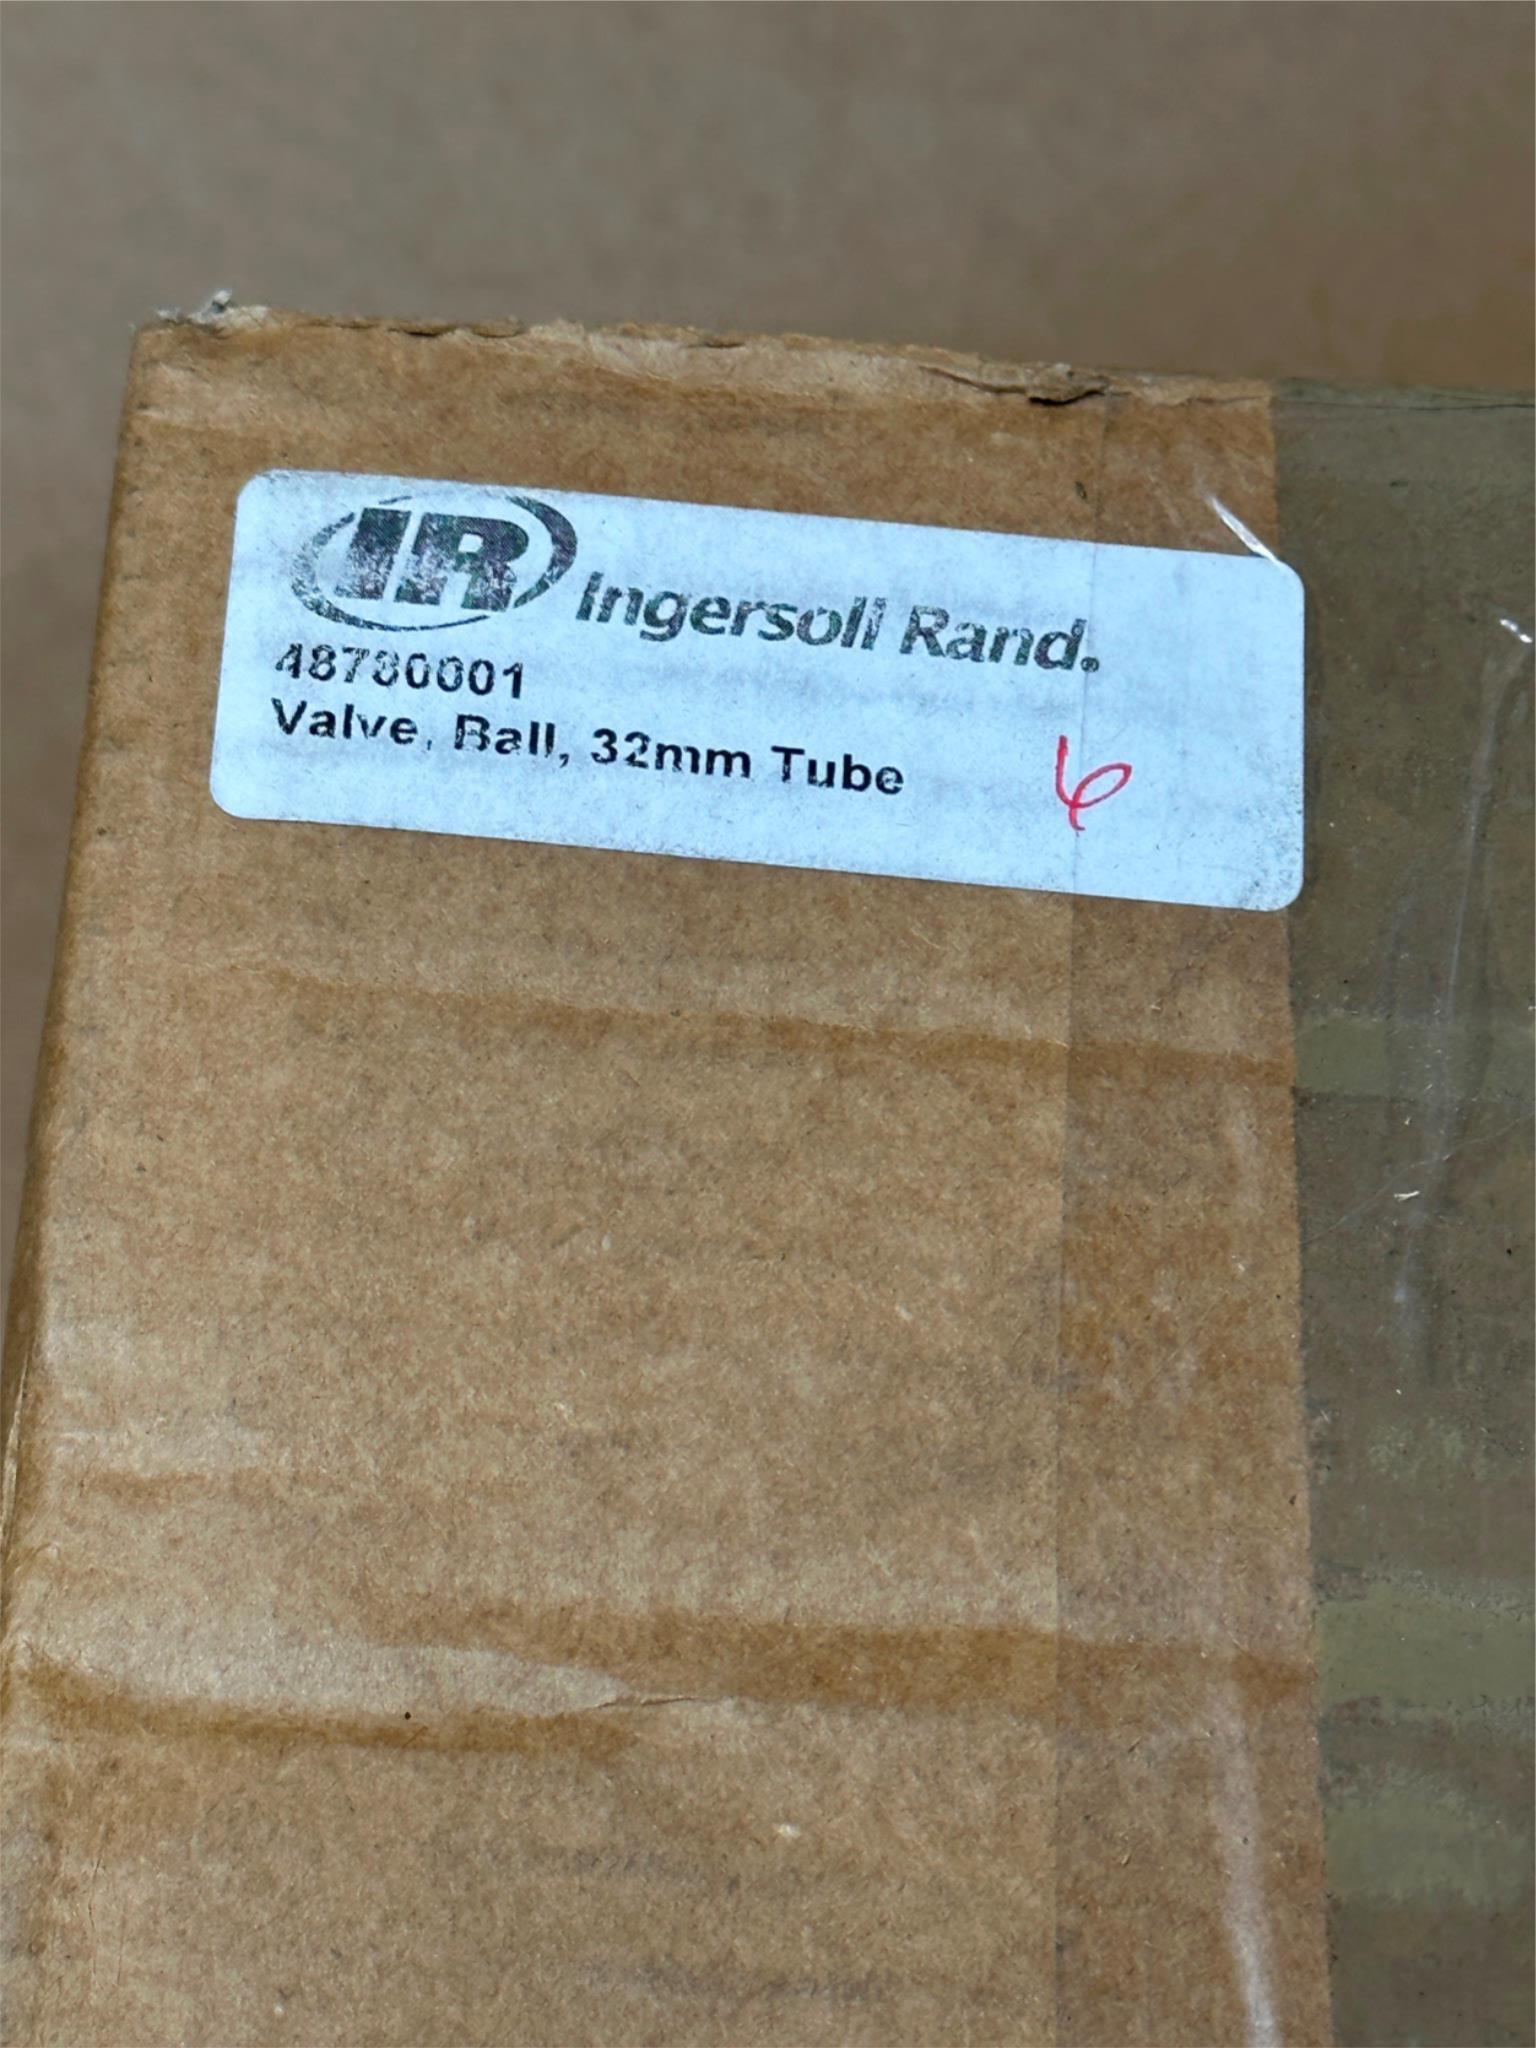 IR Ingersoll Rand.
48780001
Valve, Ball, 32mm Tube
6